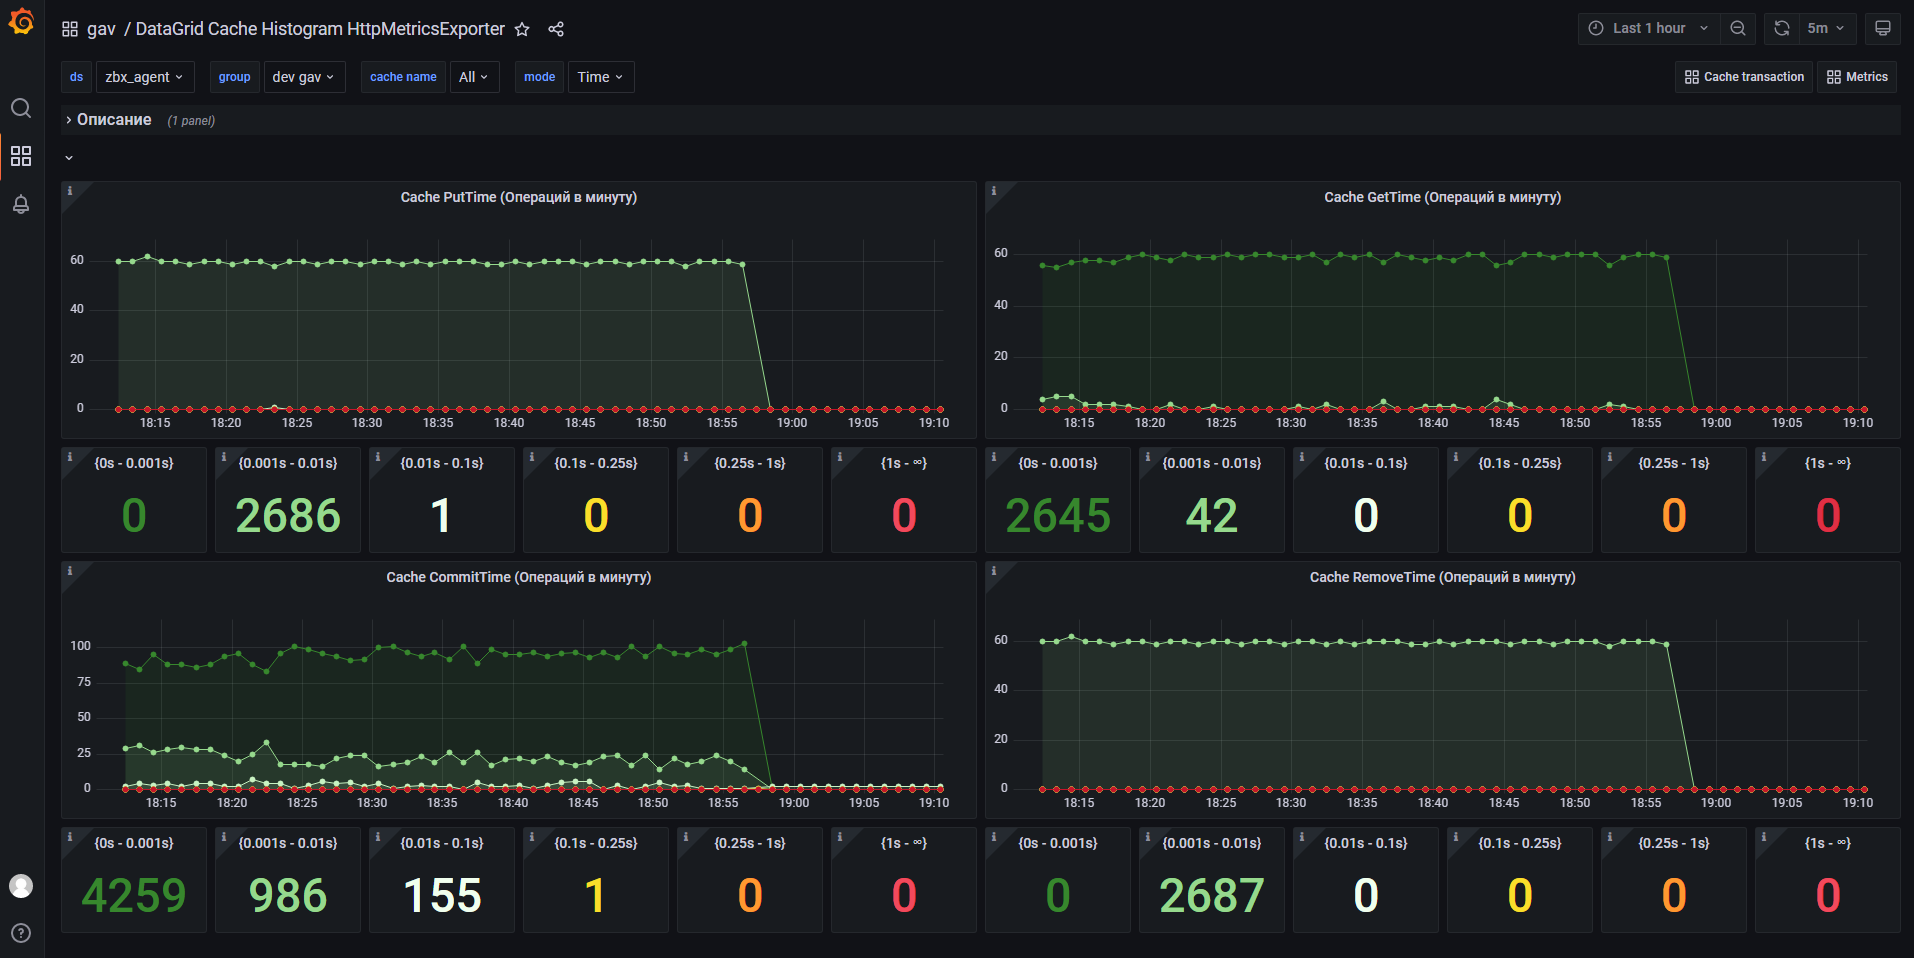 gav / DataGrid Cache Histogram HttpMetricsExporter
Last 1 hour
5m
ds zbx_agent group dev gav cache name All mode Time
Cache transaction Metrics
Описание (1 panel)
Cache PutTime (Операций в минуту)
60
40
20
0
18:15 18:20 18:25 18:30 18:35 18:40 18:45 18:50 18:55 19:00 19:05 19:10
Cache GetTime (Операций в минуту)
60
40
20
0
18:15 18:20 18:25 18:30 18:35 18:40 18:45 18:50 18:55 19:00 19:05 19:10
{0s - 0.001s} {0.001s - 0.01s} {0.01s - 0.1s} {0.1s - 0.25s} {0.25s - 1s} {1s - ∞}
0 2686 1 0 0 0
{0s - 0.001s} {0.001s - 0.01s} {0.01s - 0.1s} {0.1s - 0.25s} {0.25s - 1s} {1s - ∞}
2645 42 0 0 0 0
Cache CommitTime (Операций в минуту)
100
75
50
25
0
18:15 18:20 18:25 18:30 18:35 18:40 18:45 18:50 18:55 19:00 19:05 19:10
Cache RemoveTime (Операций в минуту)
60
40
20
0
18:15 18:20 18:25 18:30 18:35 18:40 18:45 18:50 18:55 19:00 19:05 19:10
{0s - 0.001s} {0.001s - 0.01s} {0.01s - 0.1s} {0.1s - 0.25s} {0.25s - 1s} {1s - ∞}
4259 986 155 1 0 0
{0s - 0.001s} {0.001s - 0.01s} {0.01s - 0.1s} {0.1s - 0.25s} {0.25s - 1s} {1s - ∞}
0 2687 0 0 0 0